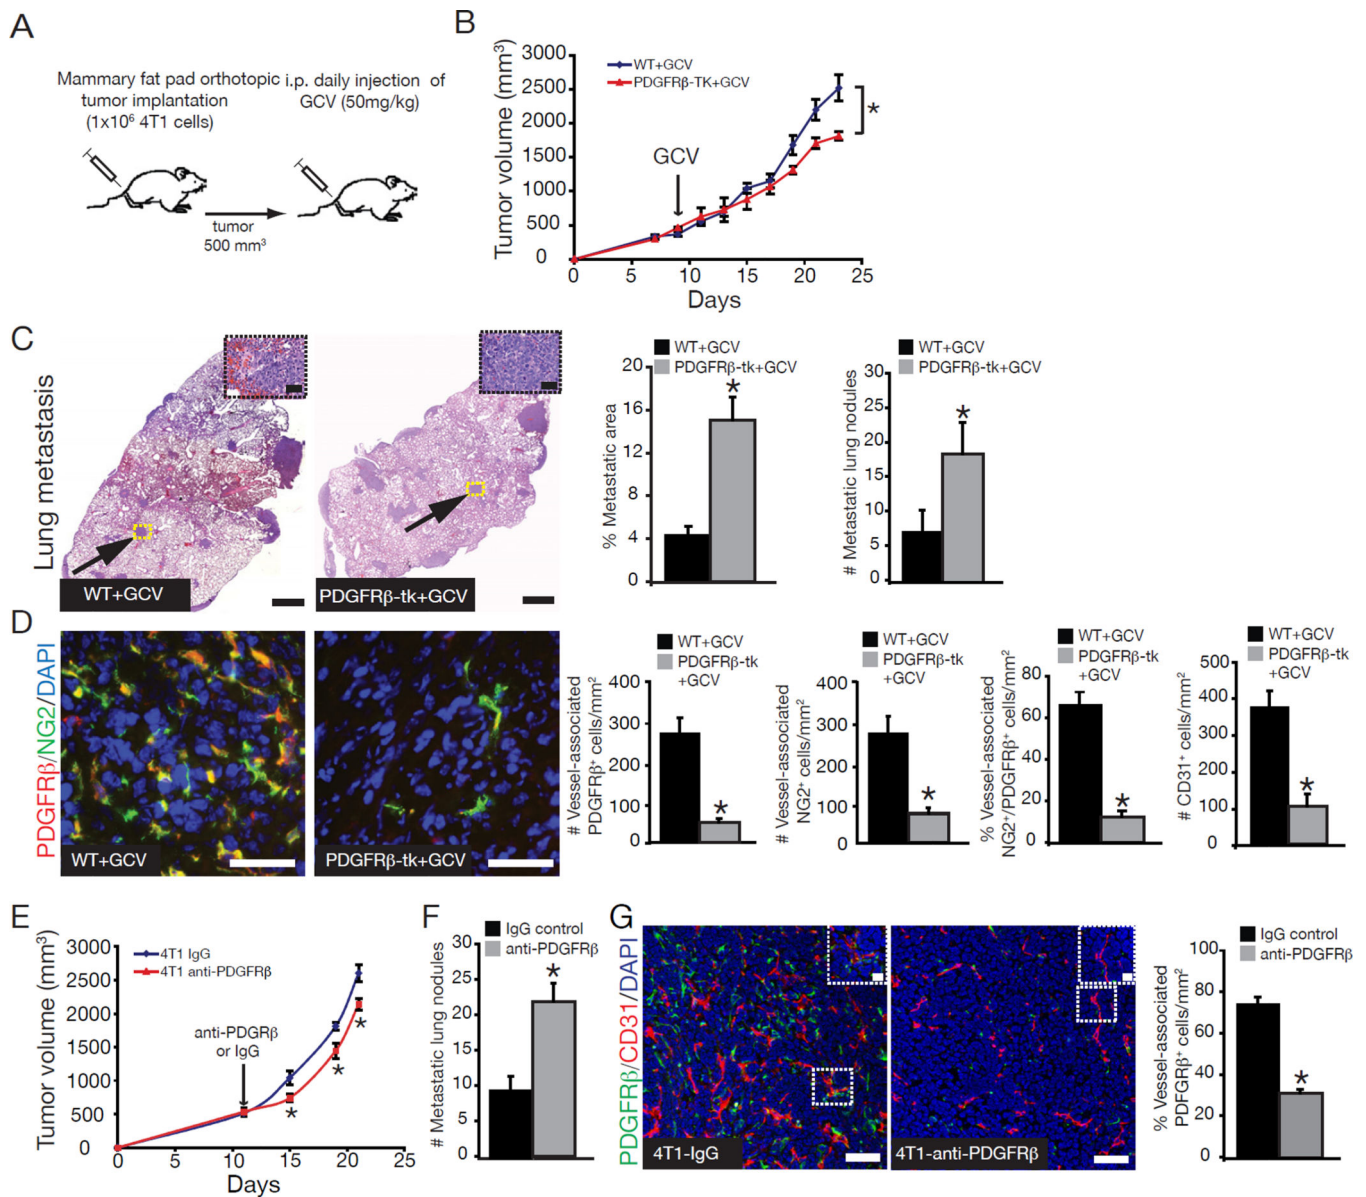 A
Mammary fat pad orthotopic
tumor implantation
(1x10⁶ 4T1 cells)
i.p. daily injection of
GCV (50mg/kg)
tumor
500 mm³
B
Tumor volume (mm³)
3000
2500
2000
1500
1000
500
0
WT+GCV
PDGFRβ-TK+GCV
GCV
*
0 5 10 15 20 25
Days
C
Lung metastasis
WT+GCV
PDGFRβ-tk+GCV
WT+GCV
PDGFRβ-tk+GCV
% Metastatic area
20
16
12
8
4
0
*
WT+GCV
PDGFRβ-tk+GCV
# Metastatic lung nodules
30
25
20
15
10
5
0
*
D
PDGFRβ/NG2/DAPI
WT+GCV
PDGFRβ-tk+GCV
WT+GCV
PDGFRβ-tk
+GCV
# Vessel-associated
PDGFRβ⁺ cells/mm²
400
300
200
100
0
*
WT+GCV
PDGFRβ-tk
+GCV
# Vessel-associated
NG2⁺ cells/mm²
400
300
200
100
0
*
WT+GCV
PDGFRβ-tk
+GCV
% Vessel-associated
NG2⁺/PDGFRβ⁺ cells/mm²
80
60
40
20
0
*
WT+GCV
PDGFRβ-tk
+GCV
# CD31⁺ cells/mm²
500
400
300
200
100
0
*
E
Tumor volume (mm³)
3000
2500
2000
1500
1000
500
0
4T1 IgG
4T1 anti-PDGFRβ
anti-PDGRβ
or IgG
*
*
*
0 5 10 15 20 25
Days
F
IgG control
anti-PDGFRβ
# Metastatic lung nodules
30
25
20
15
10
5
0
*
G
PDGFRβ/CD31/DAPI
4T1-IgG
4T1-anti-PDGFRβ
IgG control
anti-PDGFRβ
% Vessel-associated
PDFGRβ⁺ cells/mm²
100
80
60
40
20
0
*